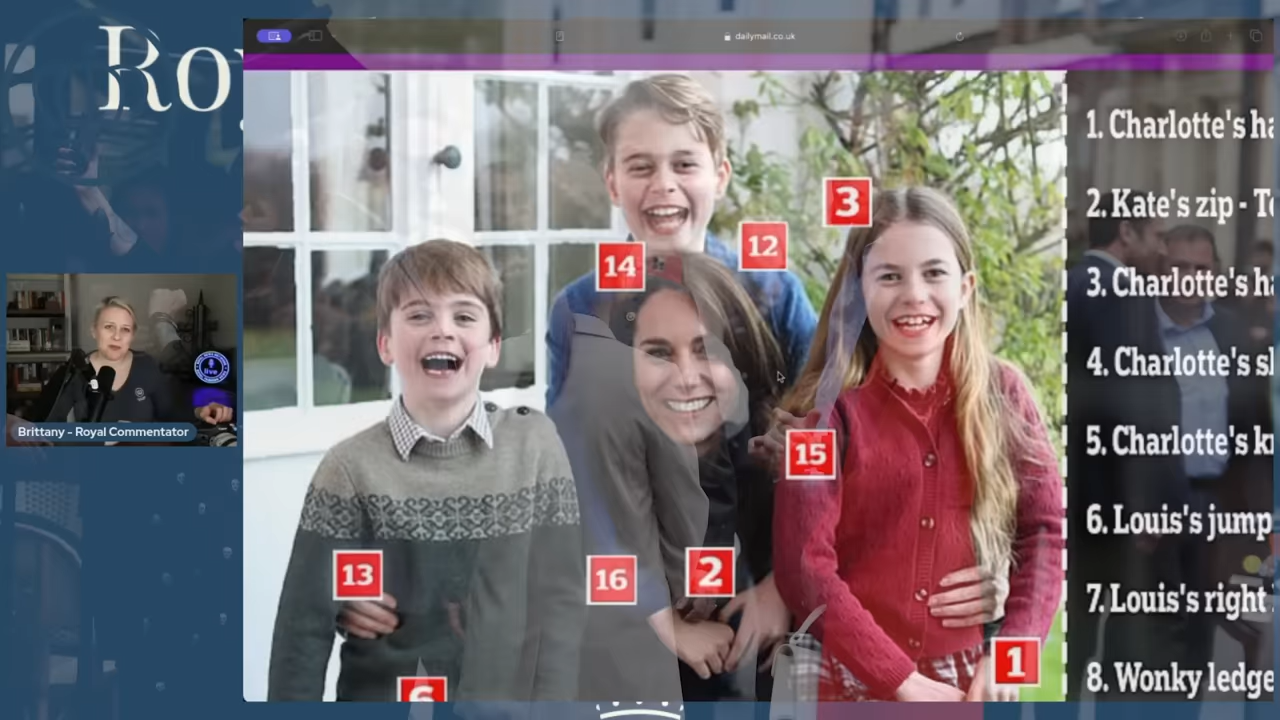 Ro
dailymail.co.uk
3
12
14
15
13
16
2
1
6
1. Charlotte's ha
2. Kate's zip - T
3. Charlotte's ha
4. Charlotte's sl
5. Charlotte's k
6. Louis's jump
7. Louis's right
8. Wonky ledge
live
Brittany - Royal Commentator